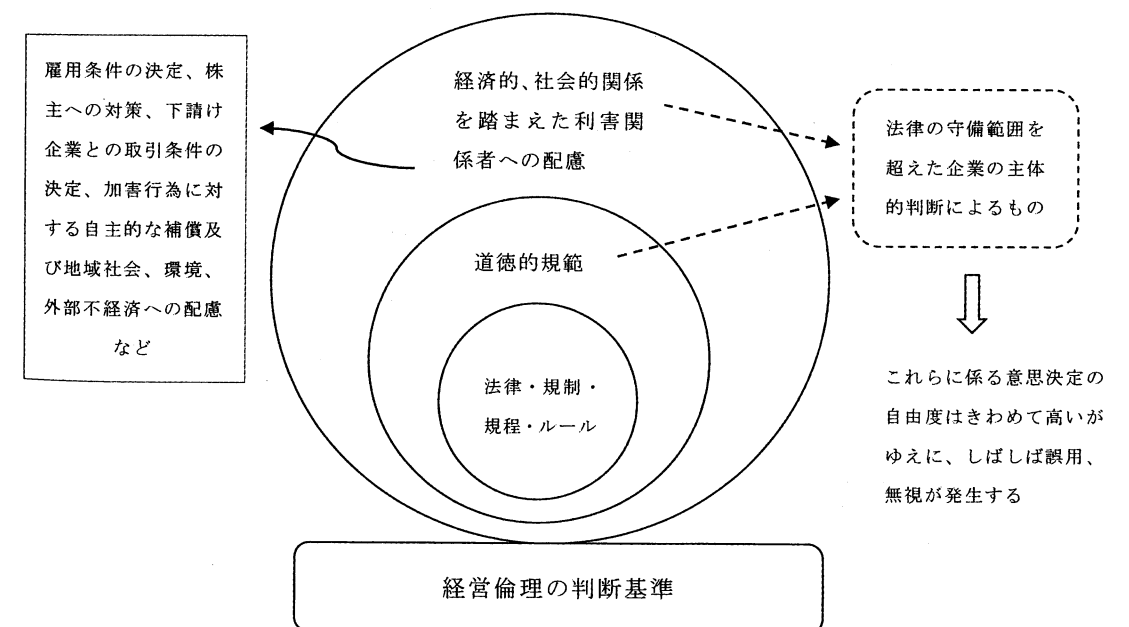 雇用条件の決定、株
主への対策、下請け
企業との取引条件の
決定、加害行為に対
する自主的な補償及
び地域社会、環境、
外部不経済への配慮
など
経済的、社会的関係
を踏まえた利害関
係者への配慮
道徳的規範
法律・規制・
規程・ルール
法律の守備範囲を
超えた企業の主体
的判断によるもの
これらに係る意思決定の
自由度はきわめて高いが
ゆえに、しばしば誤用、
無視が発生する
経営倫理の判断基準